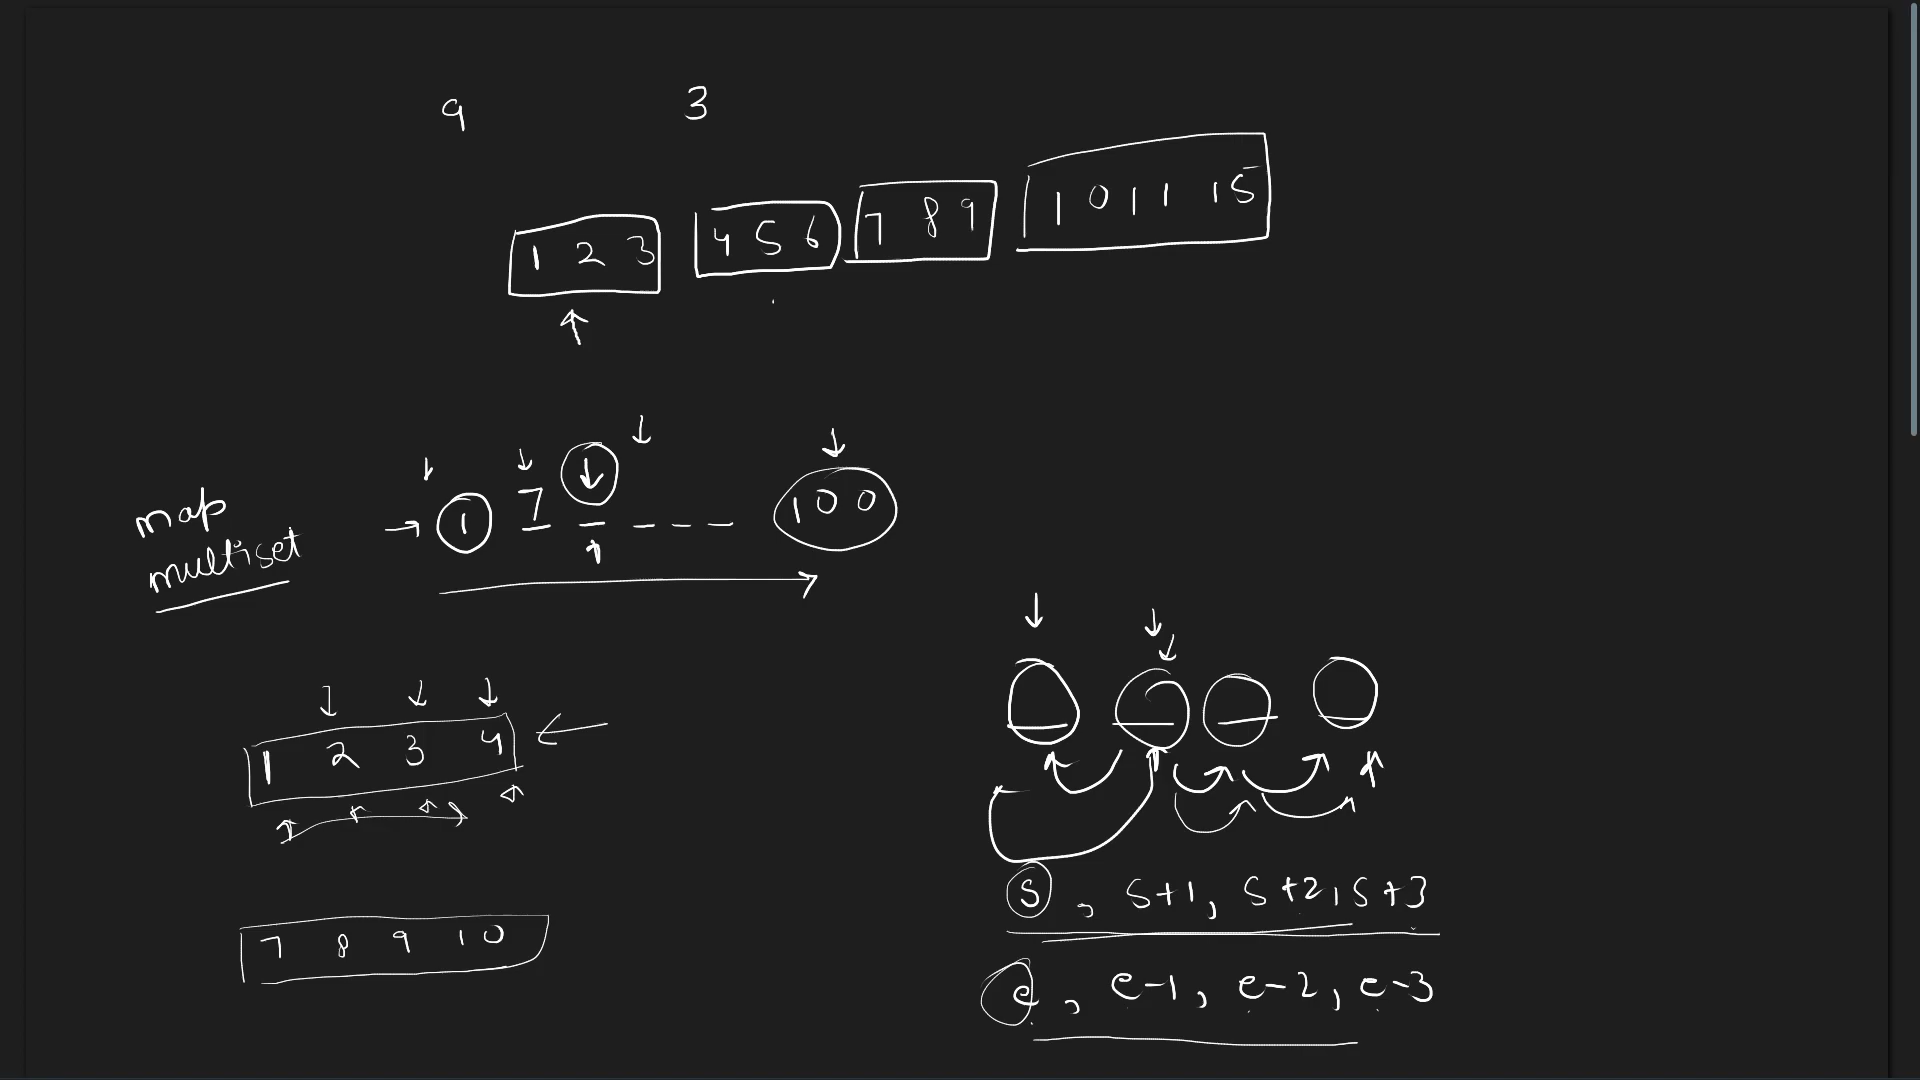 9 3
1 2 3 4 5 6 7 8 9 10 11 15
map
multiset
1 7 100
1 2 3 4
7 8 9 10
s, s+1, s+2, s+3
e, e-1, e-2, e-3